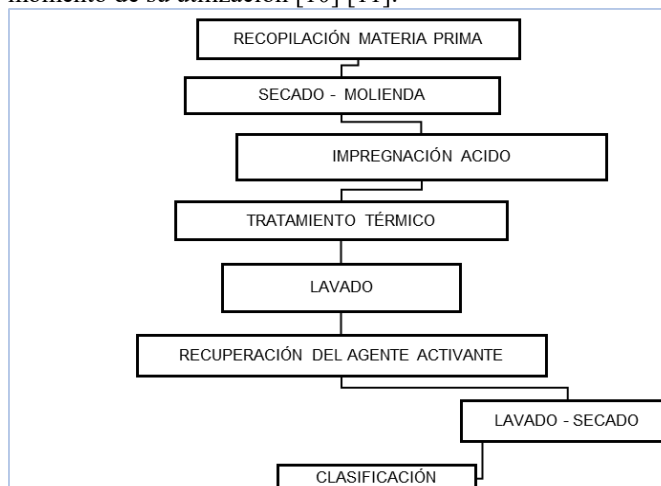 momento de su utilización [10] [11].
RECOPILACIÓN MATERIA PRIMA
SECADO - MOLIENDA
IMPREGNACIÓN ACIDO
TRATAMIENTO TÉRMICO
LAVADO
RECUPERACIÓN DEL AGENTE ACTIVANTE
LAVADO - SECADO
CLASIFICACIÓN